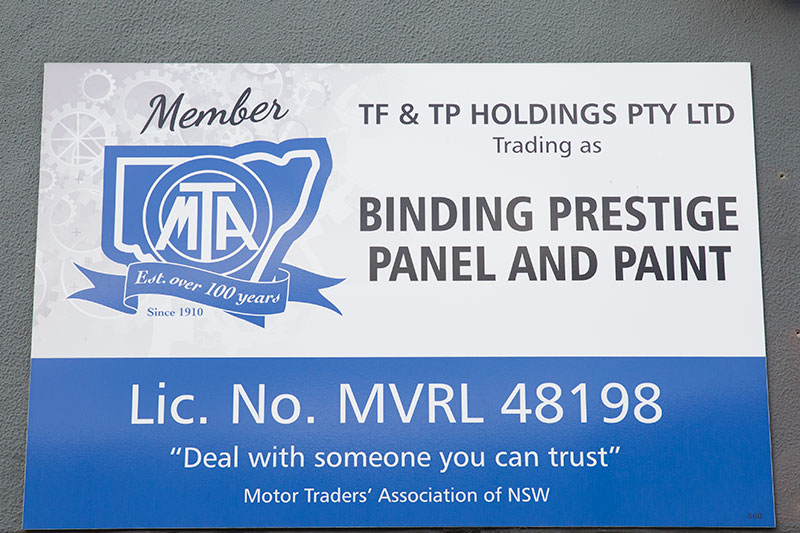 Member
MTA
Est. over 100 years
Since 1910
TF & TP HOLDINGS PTY LTD
Trading as
BINDING PRESTIGE
PANEL AND PAINT
Lic. No. MVRL 48198
“Deal with someone you can trust”
Motor Traders’ Association of NSW